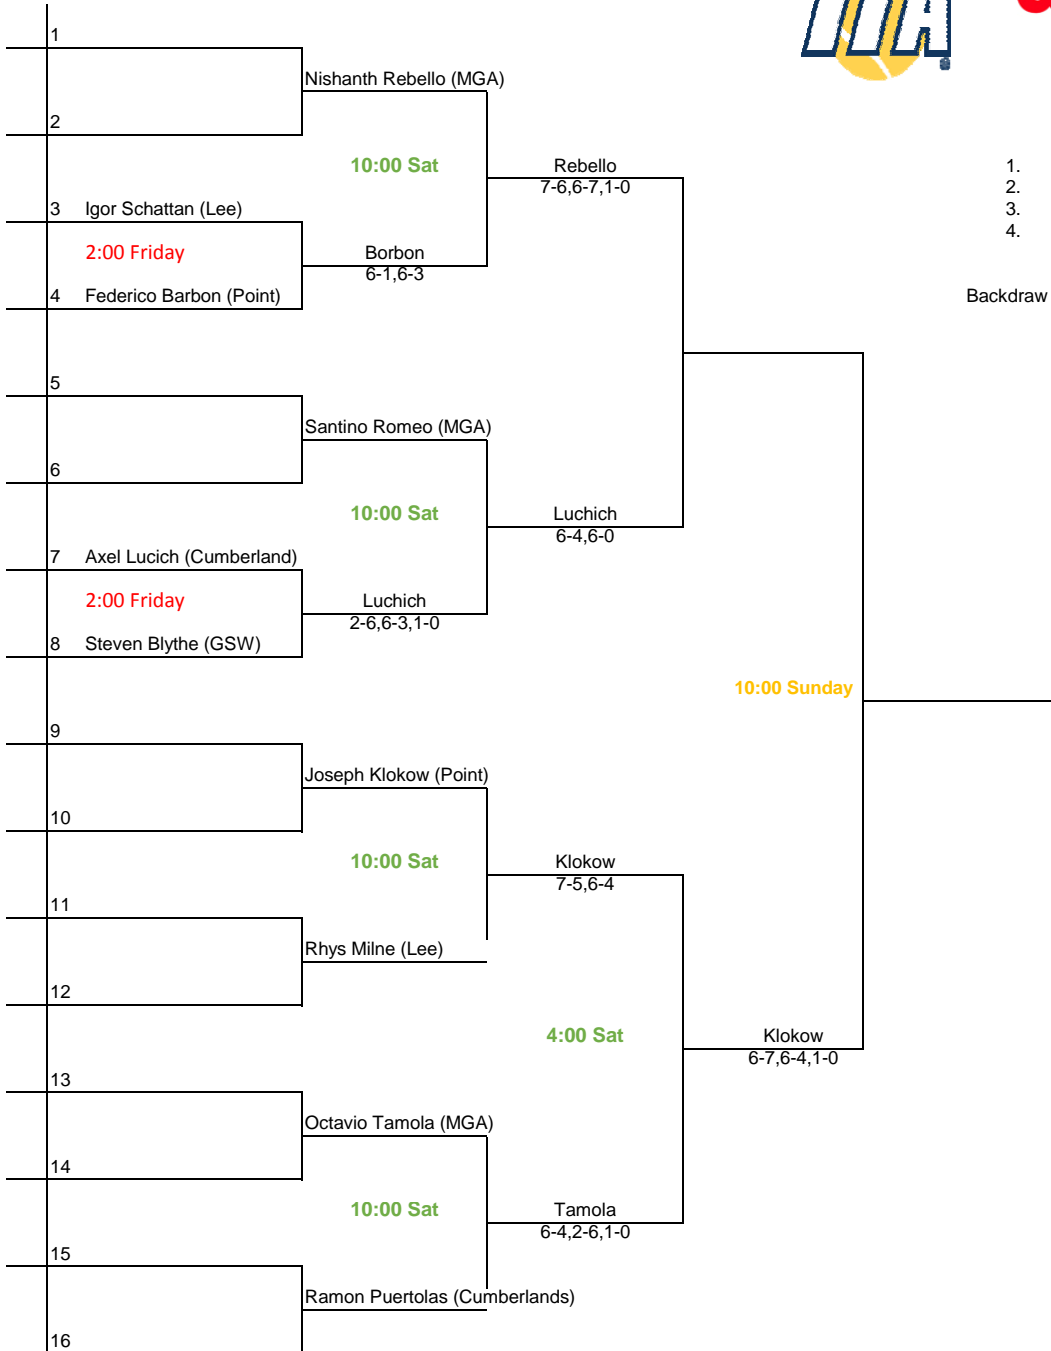 ITA
1
Nishanth Rebello (MGA)
2
10:00 Sat
Rebello
7-6,6-7,1-0
1.
2.
3.
4.
3 Igor Schattan (Lee)
2:00 Friday
Borbon
6-1,6-3
4 Federico Barbon (Point)
Backdraw
5
Santino Romeo (MGA)
6
10:00 Sat
Luchich
6-4,6-0
7 Axel Lucich (Cumberland)
2:00 Friday
Luchich
2-6,6-3,1-0
8 Steven Blythe (GSW)
10:00 Sunday
9
Joseph Klokow (Point)
10
10:00 Sat
Klokow
7-5,6-4
11
Rhys Milne (Lee)
12
4:00 Sat
Klokow
6-7,6-4,1-0
13
Octavio Tamola (MGA)
14
10:00 Sat
Tamola
6-4,2-6,1-0
15
Ramon Puertolas (Cumberlands)
16